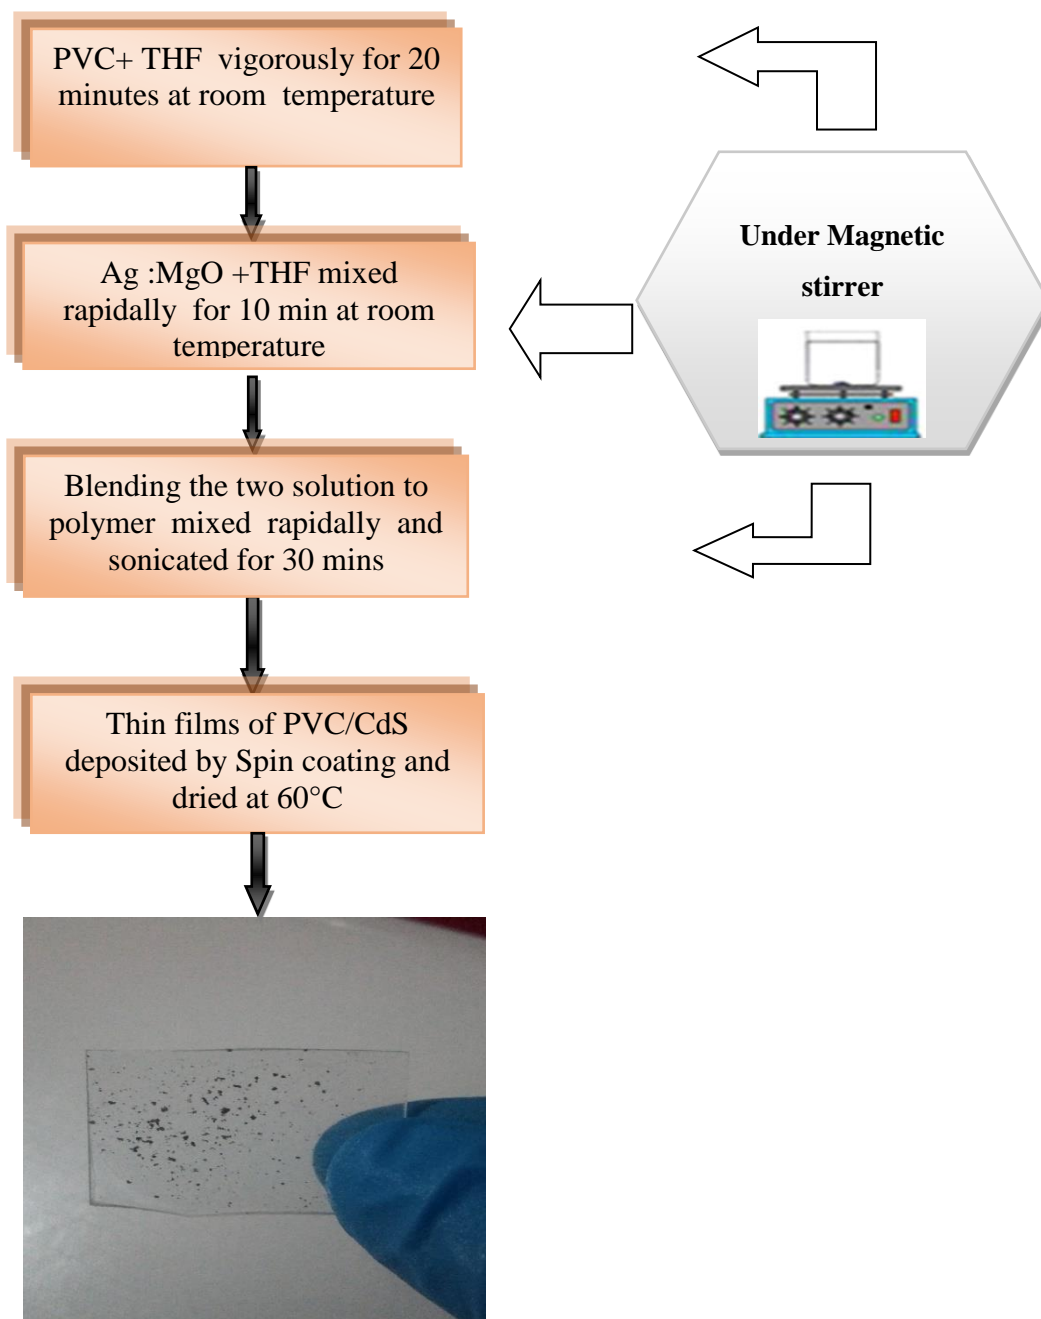 PVC+ THF vigorously for 20
minutes at room temperature
Ag :MgO +THF mixed
rapidally for 10 min at room
temperature
Blending the two solution to
polymer mixed rapidally and
sonicated for 30 mins
Thin films of PVC/CdS
deposited by Spin coating and
dried at 60°C
Under Magnetic
stirrer